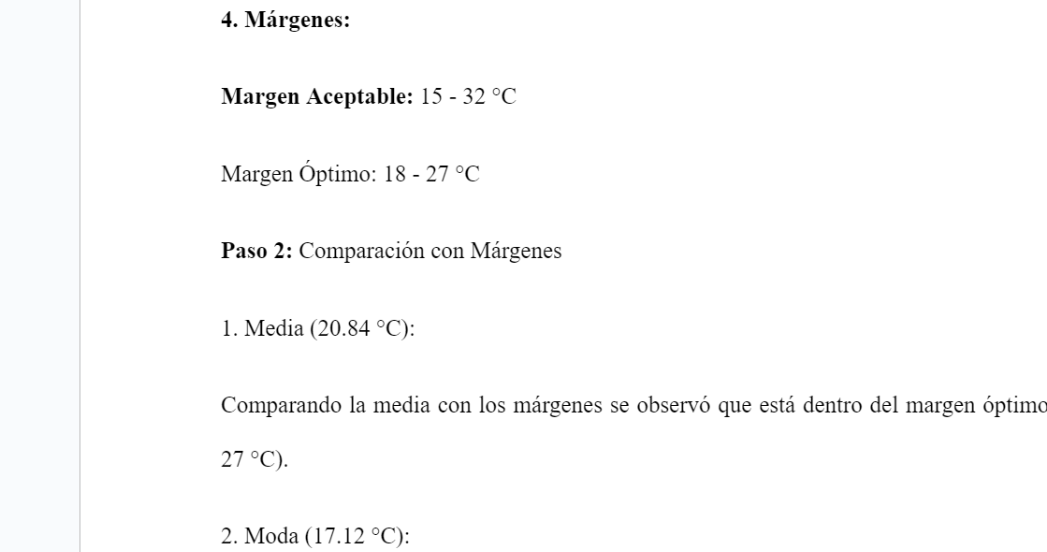 4. Márgenes:
Margen Aceptable: 15 - 32 °C
Margen Óptimo: 18 - 27 °C
Paso 2: Comparación con Márgenes
1. Media (20.84 °C):
Comparando la media con los márgenes se observó que está dentro del margen óptimo
27 °C).
2. Moda (17.12 °C):